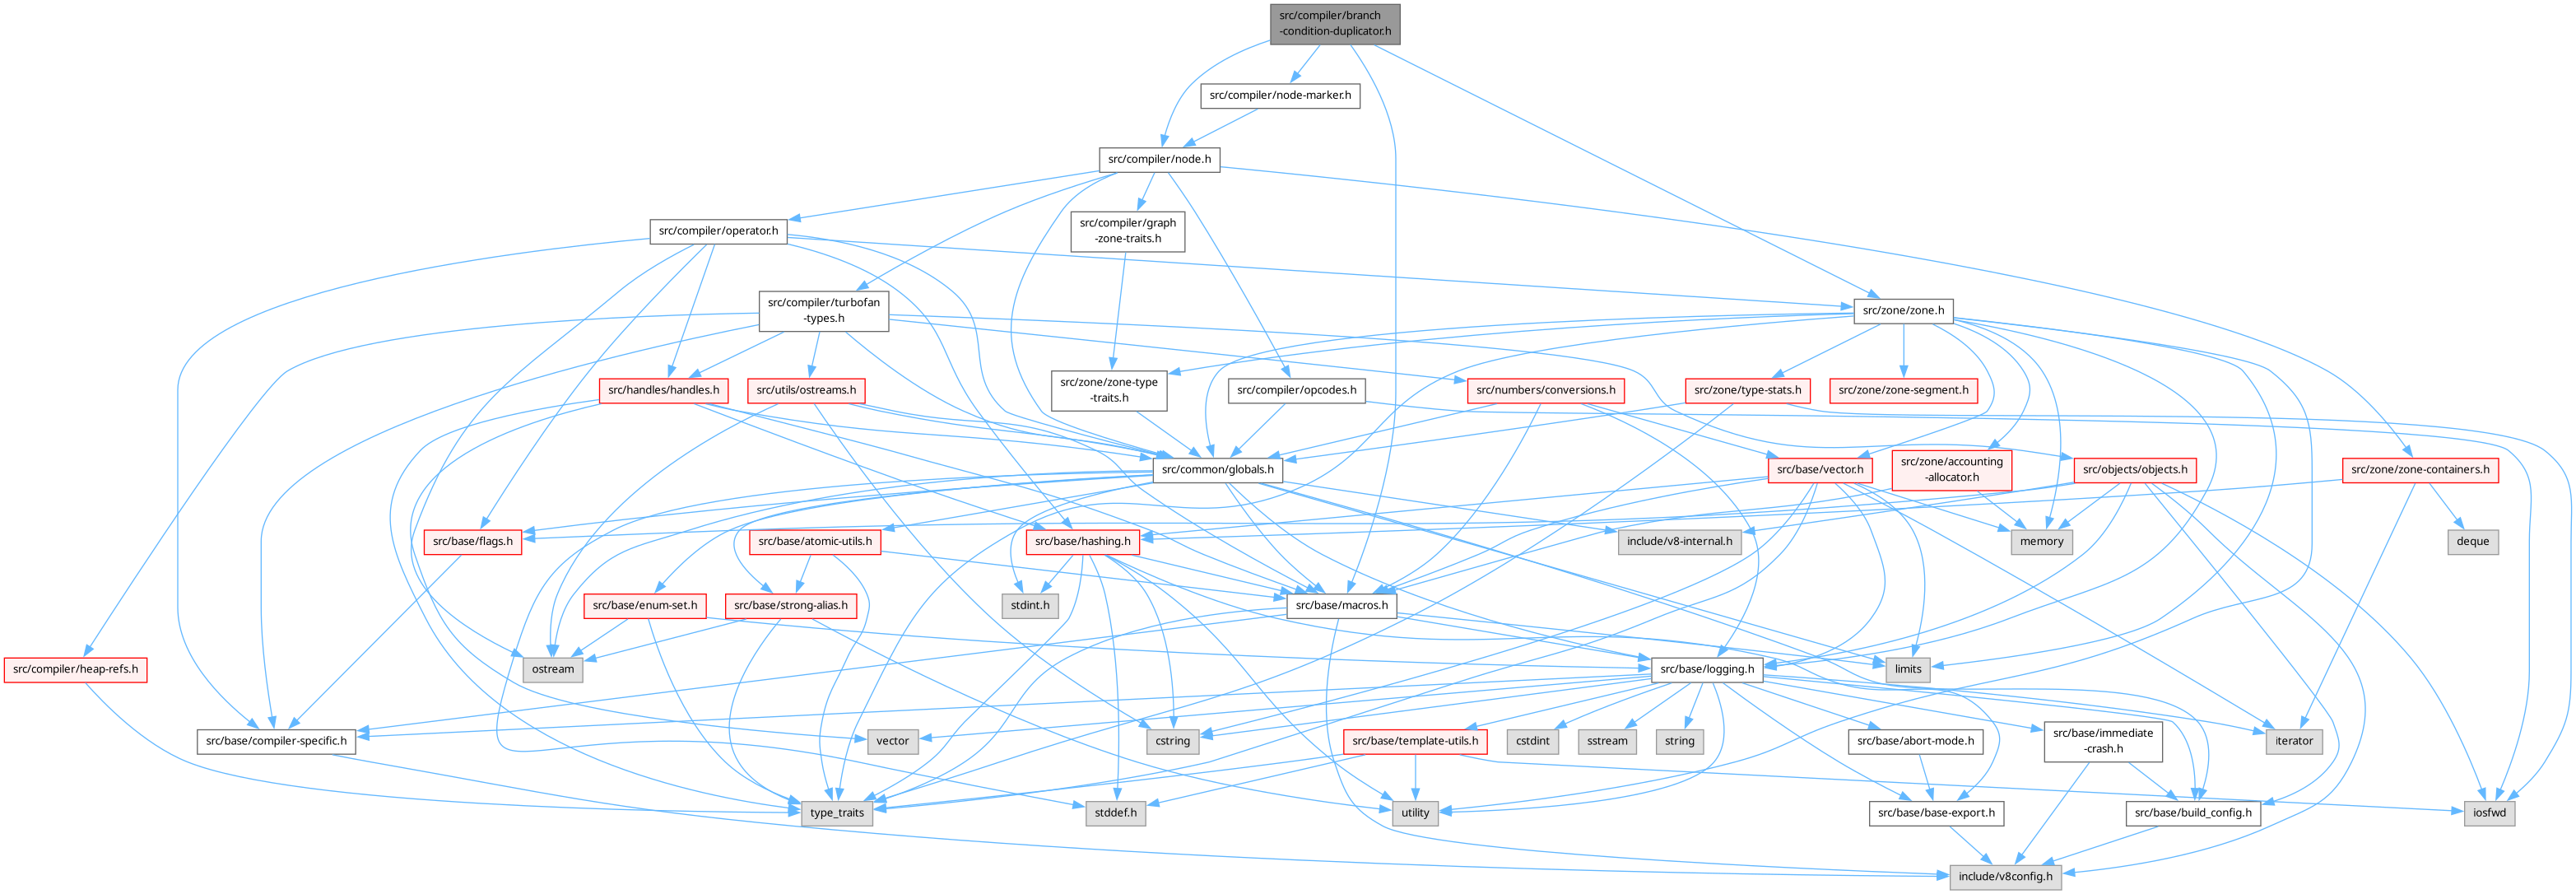 src/compiler/branch
-condition-duplicator.h
src/compiler/node-marker.h
src/compiler/node.h
src/compiler/operator.h
src/compiler/graph
-zone-traits.h
src/compiler/turbofan
-types.h
src/zone/zone.h
src/handles/handles.h
src/utils/ostreams.h
src/zone/zone-type
-traits.h
src/compiler/opcodes.h
src/numbers/conversions.h
src/zone/type-stats.h
src/zone/zone-segment.h
src/common/globals.h
src/base/vector.h
src/zone/accounting
-allocator.h
src/objects/objects.h
src/zone/zone-containers.h
src/base/flags.h
src/base/atomic-utils.h
src/base/hashing.h
include/v8-internal.h
memory
deque
src/base/enum-set.h
src/base/strong-alias.h
stdint.h
src/base/macros.h
src/compiler/heap-refs.h
ostream
src/base/logging.h
limits
src/base/compiler-specific.h
vector
cstring
src/base/template-utils.h
cstdint
sstream
string
src/base/abort-mode.h
src/base/immediate
-crash.h
iterator
type_traits
stddef.h
utility
src/base/base-export.h
src/base/build_config.h
iosfwd
include/v8config.h